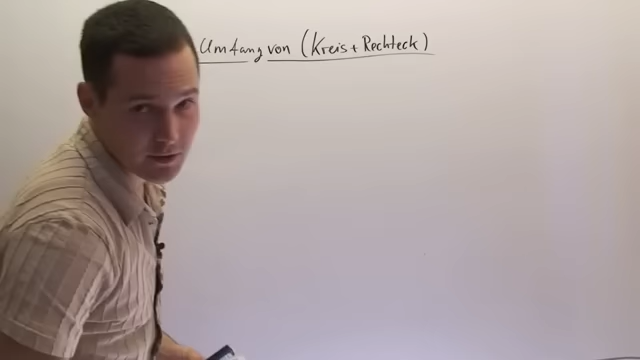 Umfang von (Kreis + Rechteck)